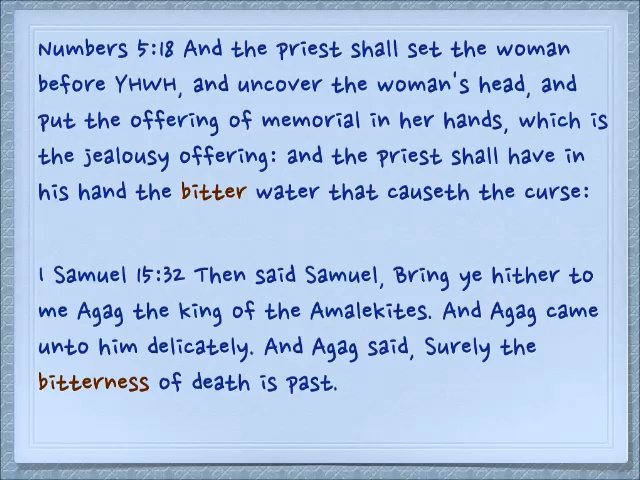 Numbers 5:18 And the priest shall set the woman
before YHWH, and uncover the woman's head, and
put the offering of memorial in her hands, which is
the jealousy offering: and the priest shall have in
his hand the bitter water that causeth the curse:
1 Samuel 15:32 Then said Samuel, Bring ye hither to
me Agag the king of the Amalekites. And Agag came
unto him delicately. And Agag said, Surely the
bitterness of death is past.